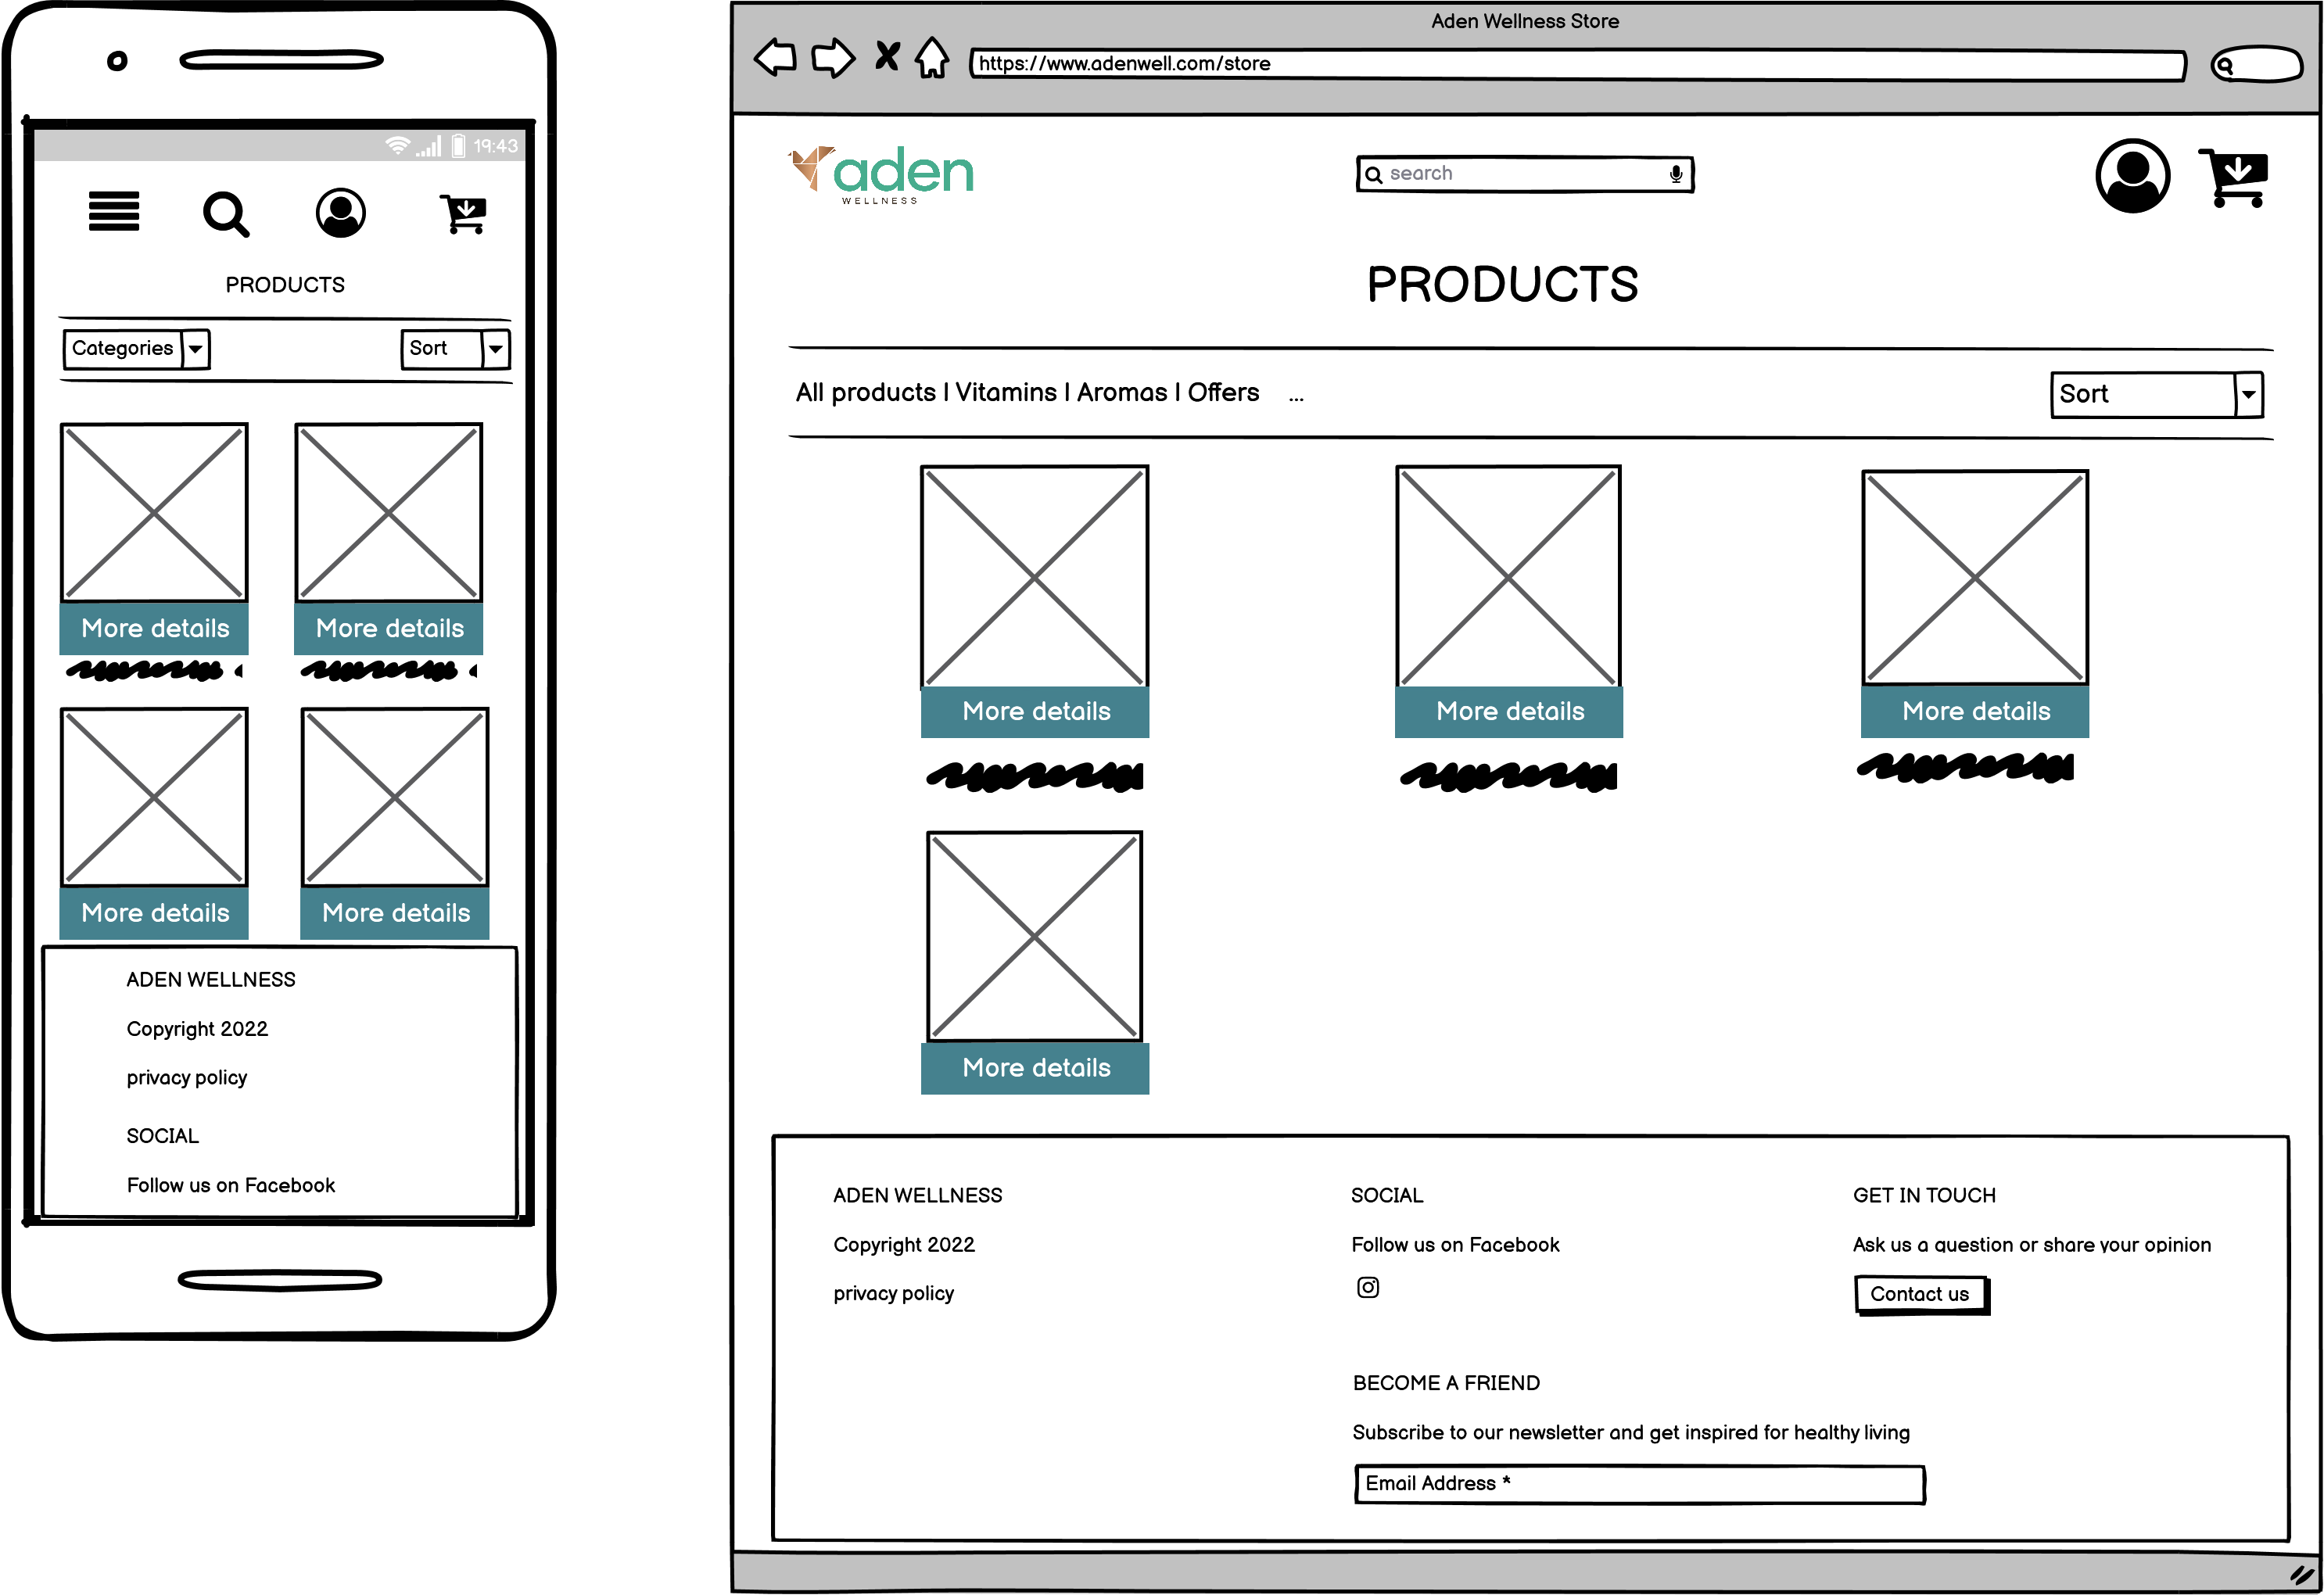 19:43
PRODUCTS
Categories
Sort
More details
More details
More details
More details
ADEN WELLNESS
Copyright 2022
privacy policy
SOCIAL
Follow us on Facebook
Aden Wellness Store
https://www.adenwell.com/store
aden
WELLNESS
search
PRODUCTS
All products | Vitamins | Aromas | Offers ...
Sort
More details
More details
More details
More details
ADEN WELLNESS
Copyright 2022
privacy policy
SOCIAL
Follow us on Facebook
GET IN TOUCH
Ask us a question or share your opinion
Contact us
BECOME A FRIEND
Subscribe to our newsletter and get inspired for healthy living
Email Address *